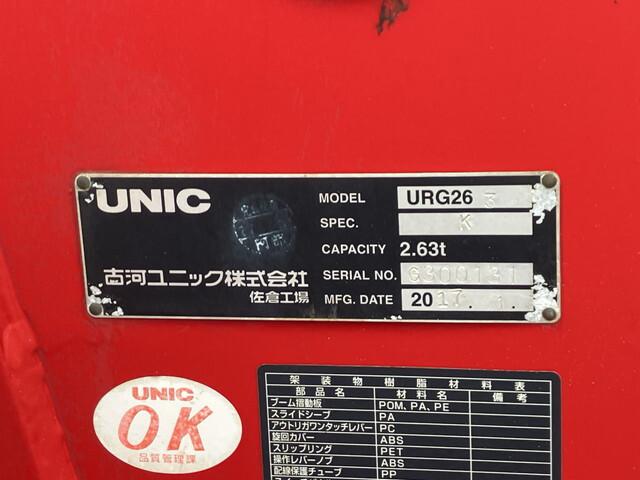 UNIC
MODEL URG26 3
SPEC. K
CAPACITY 2.63t
SERIAL NO. G300131
MFG. DATE 2017. 1.
古河ユニック株式会社
佐倉工場
UNIC
OK
品質管理課
架装物樹脂材料表
部品名 材料名 備考
ブーム摺動板 POM、PA、PE
スライドシーブ PA
アウトリガワンタッチレバー PC
旋回カバー ABS
スリップリング PET
操作レバーノブ ABS
配線保護チューブ PP